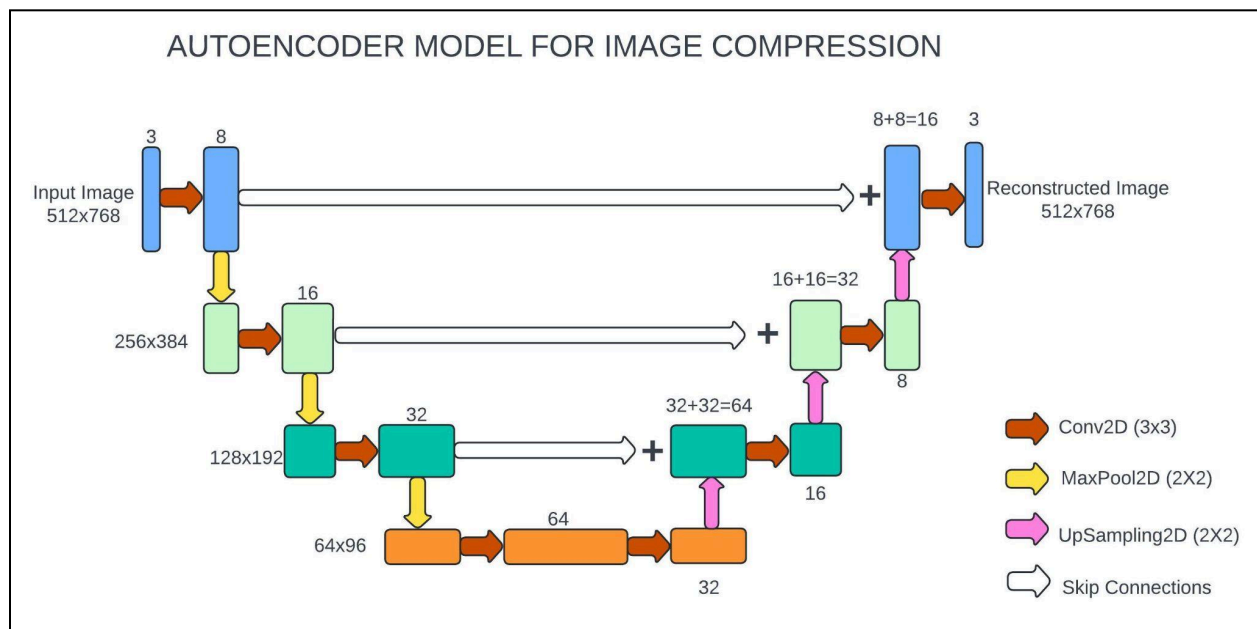 AUTOENCODER MODEL FOR IMAGE COMPRESSION
3
8
8+8=16
3
Input Image
512x768
+
Reconstructed Image
512x768
16
16+16=32
256x384
+
8
32
32+32=64
128x192
+
16
64
64x96
32
Conv2D (3x3)
MaxPool2D (2X2)
UpSampling2D (2X2)
Skip Connections